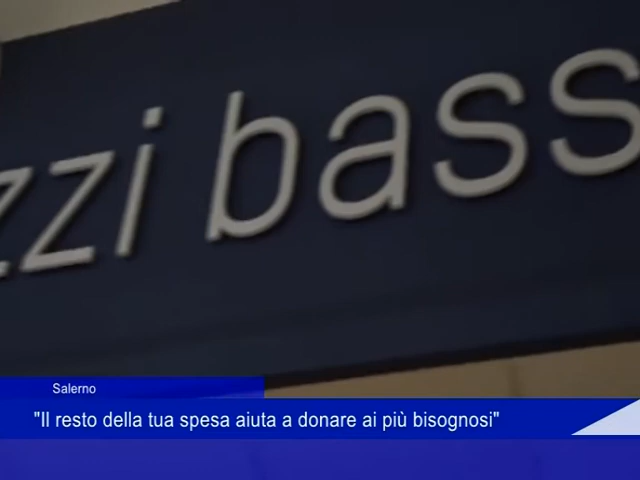 zzi bass
Salerno
"Il resto della tua spesa aiuta a donare ai più bisognosi"